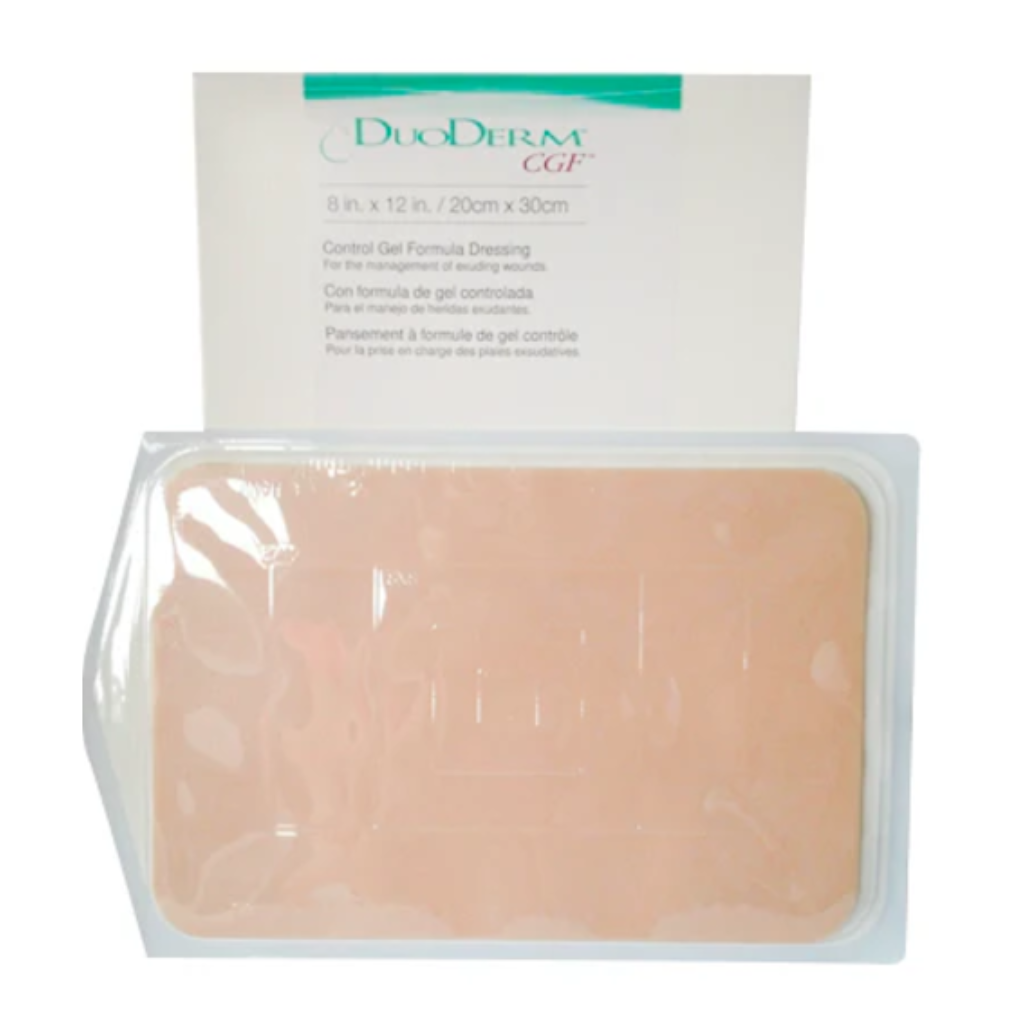 DUODERM™
CGF™
8 in. x 12 in. / 20cm x 30cm
Control Gel Formula Dressing
For the management of exuding wounds.
Con formula de gel controlada
Para el manejo de heridas exudantes.
Pansement à formule de gel contrôle
Pour la prise en charge des plaies exsudatives.